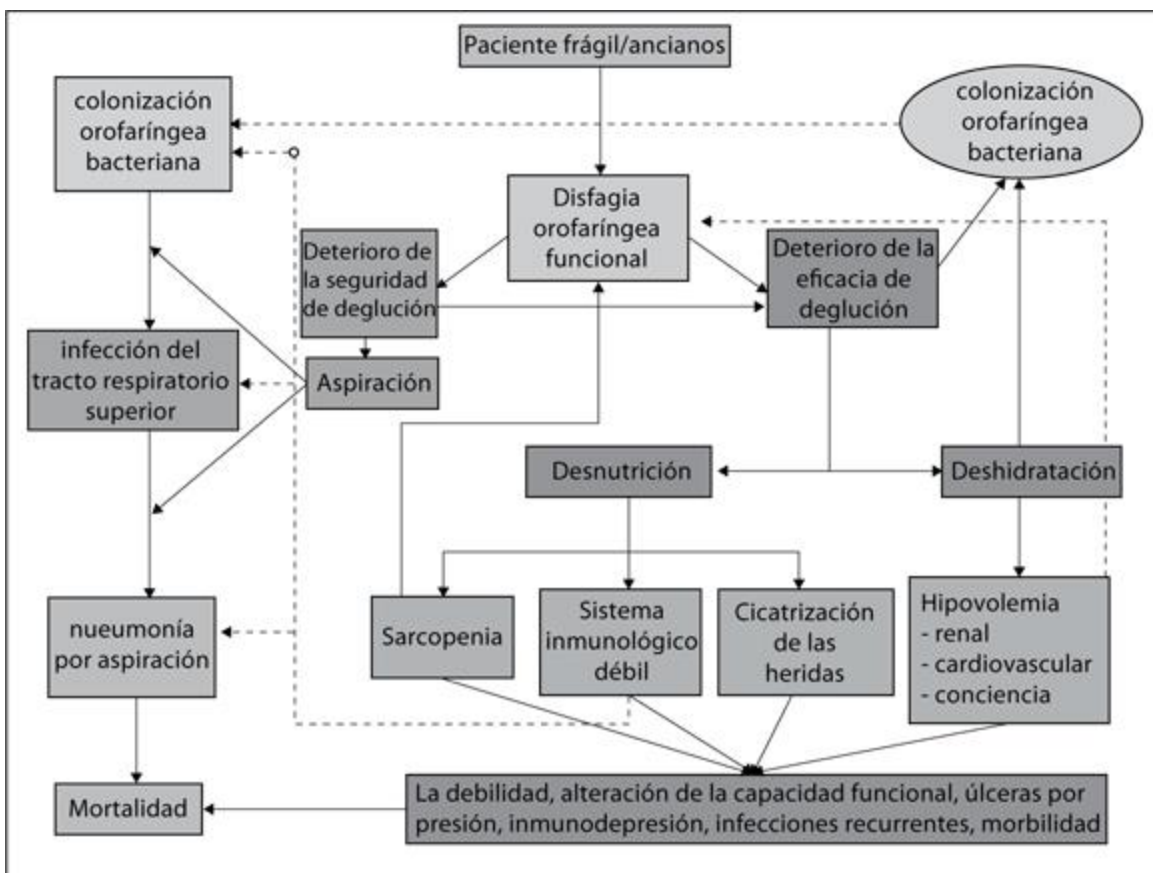 Paciente frágil/ancianos
colonización
orofaríngea
bacteriana
colonización
orofaríngea
bacteriana
Disfagia
orofaríngea
funcional
Deterioro de
la seguridad
de deglución
Deterioro de la
eficacia de
deglución
infección del
tracto respiratorio
superior
Aspiración
Desnutrición
Deshidratación
nueumonía
por aspiración
Sarcopenia
Sistema
inmunológico
débil
Cicatrización
de las
heridas
Hipovolemia
- renal
- cardiovascular
- conciencia
Mortalidad
La debilidad, alteración de la capacidad funcional, úlceras por
presión, inmunodepresión, infecciones recurrentes, morbilidad